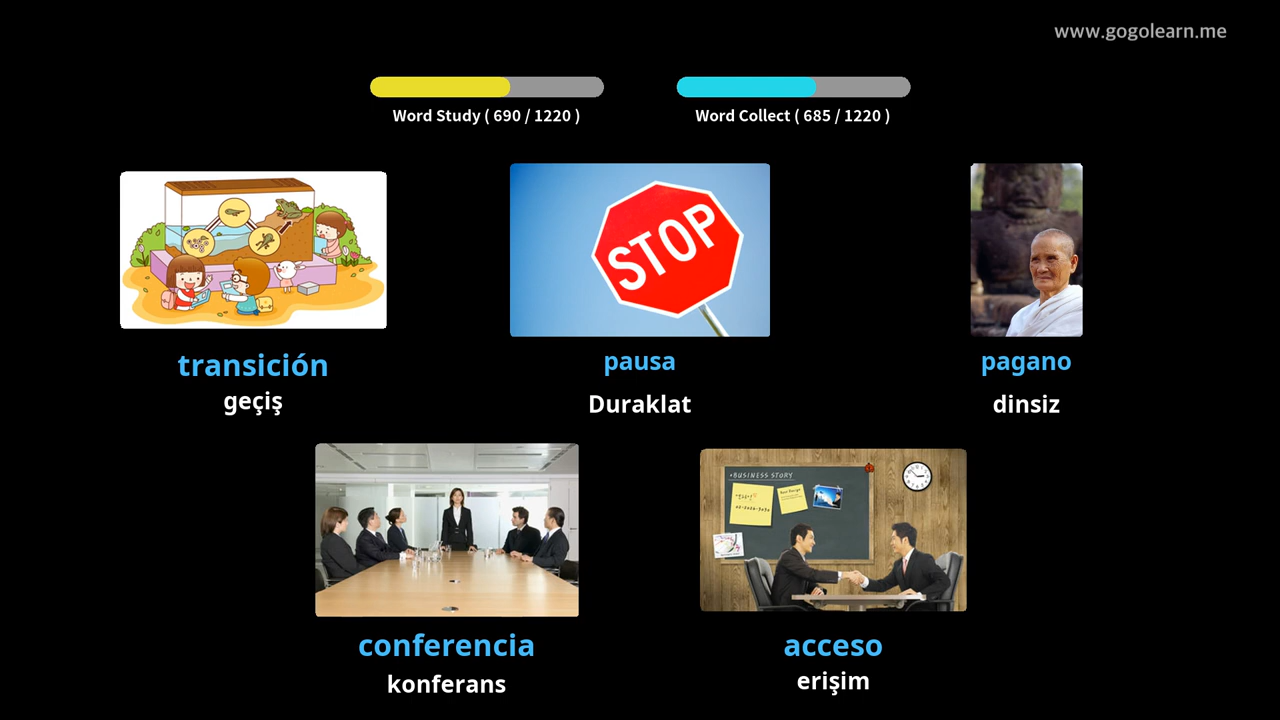 www.gogolearn.me
Word Study ( 690 / 1220 )
Word Collect ( 685 / 1220 )
STOP
transición
geçiş
pausa
Duraklat
pagano
dinsiz
•BUSINESS STORY
conferencia
konferans
acceso
erişim